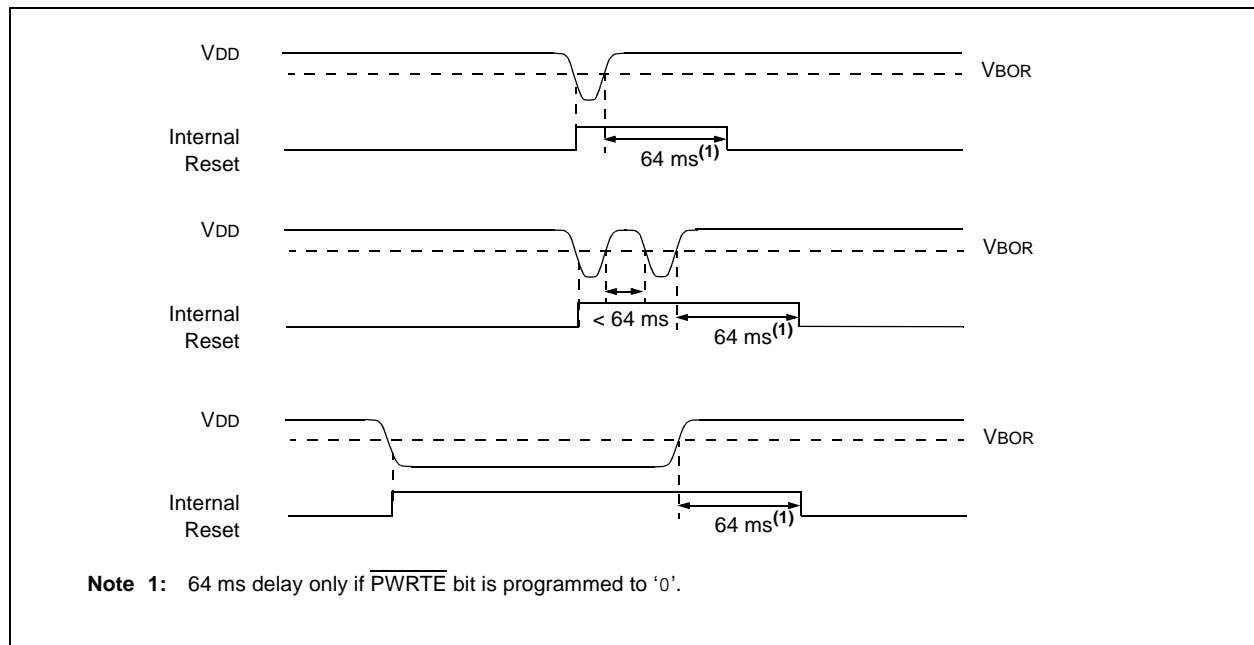 VDD
VBOR
Internal
Reset
64 ms(1)
VDD
VBOR
Internal
Reset
< 64 ms
64 ms(1)
VDD
VBOR
Internal
Reset
64 ms(1)
Note 1: 64 ms delay only if P̅W̅R̅T̅E̅ bit is programmed to ‘0’.